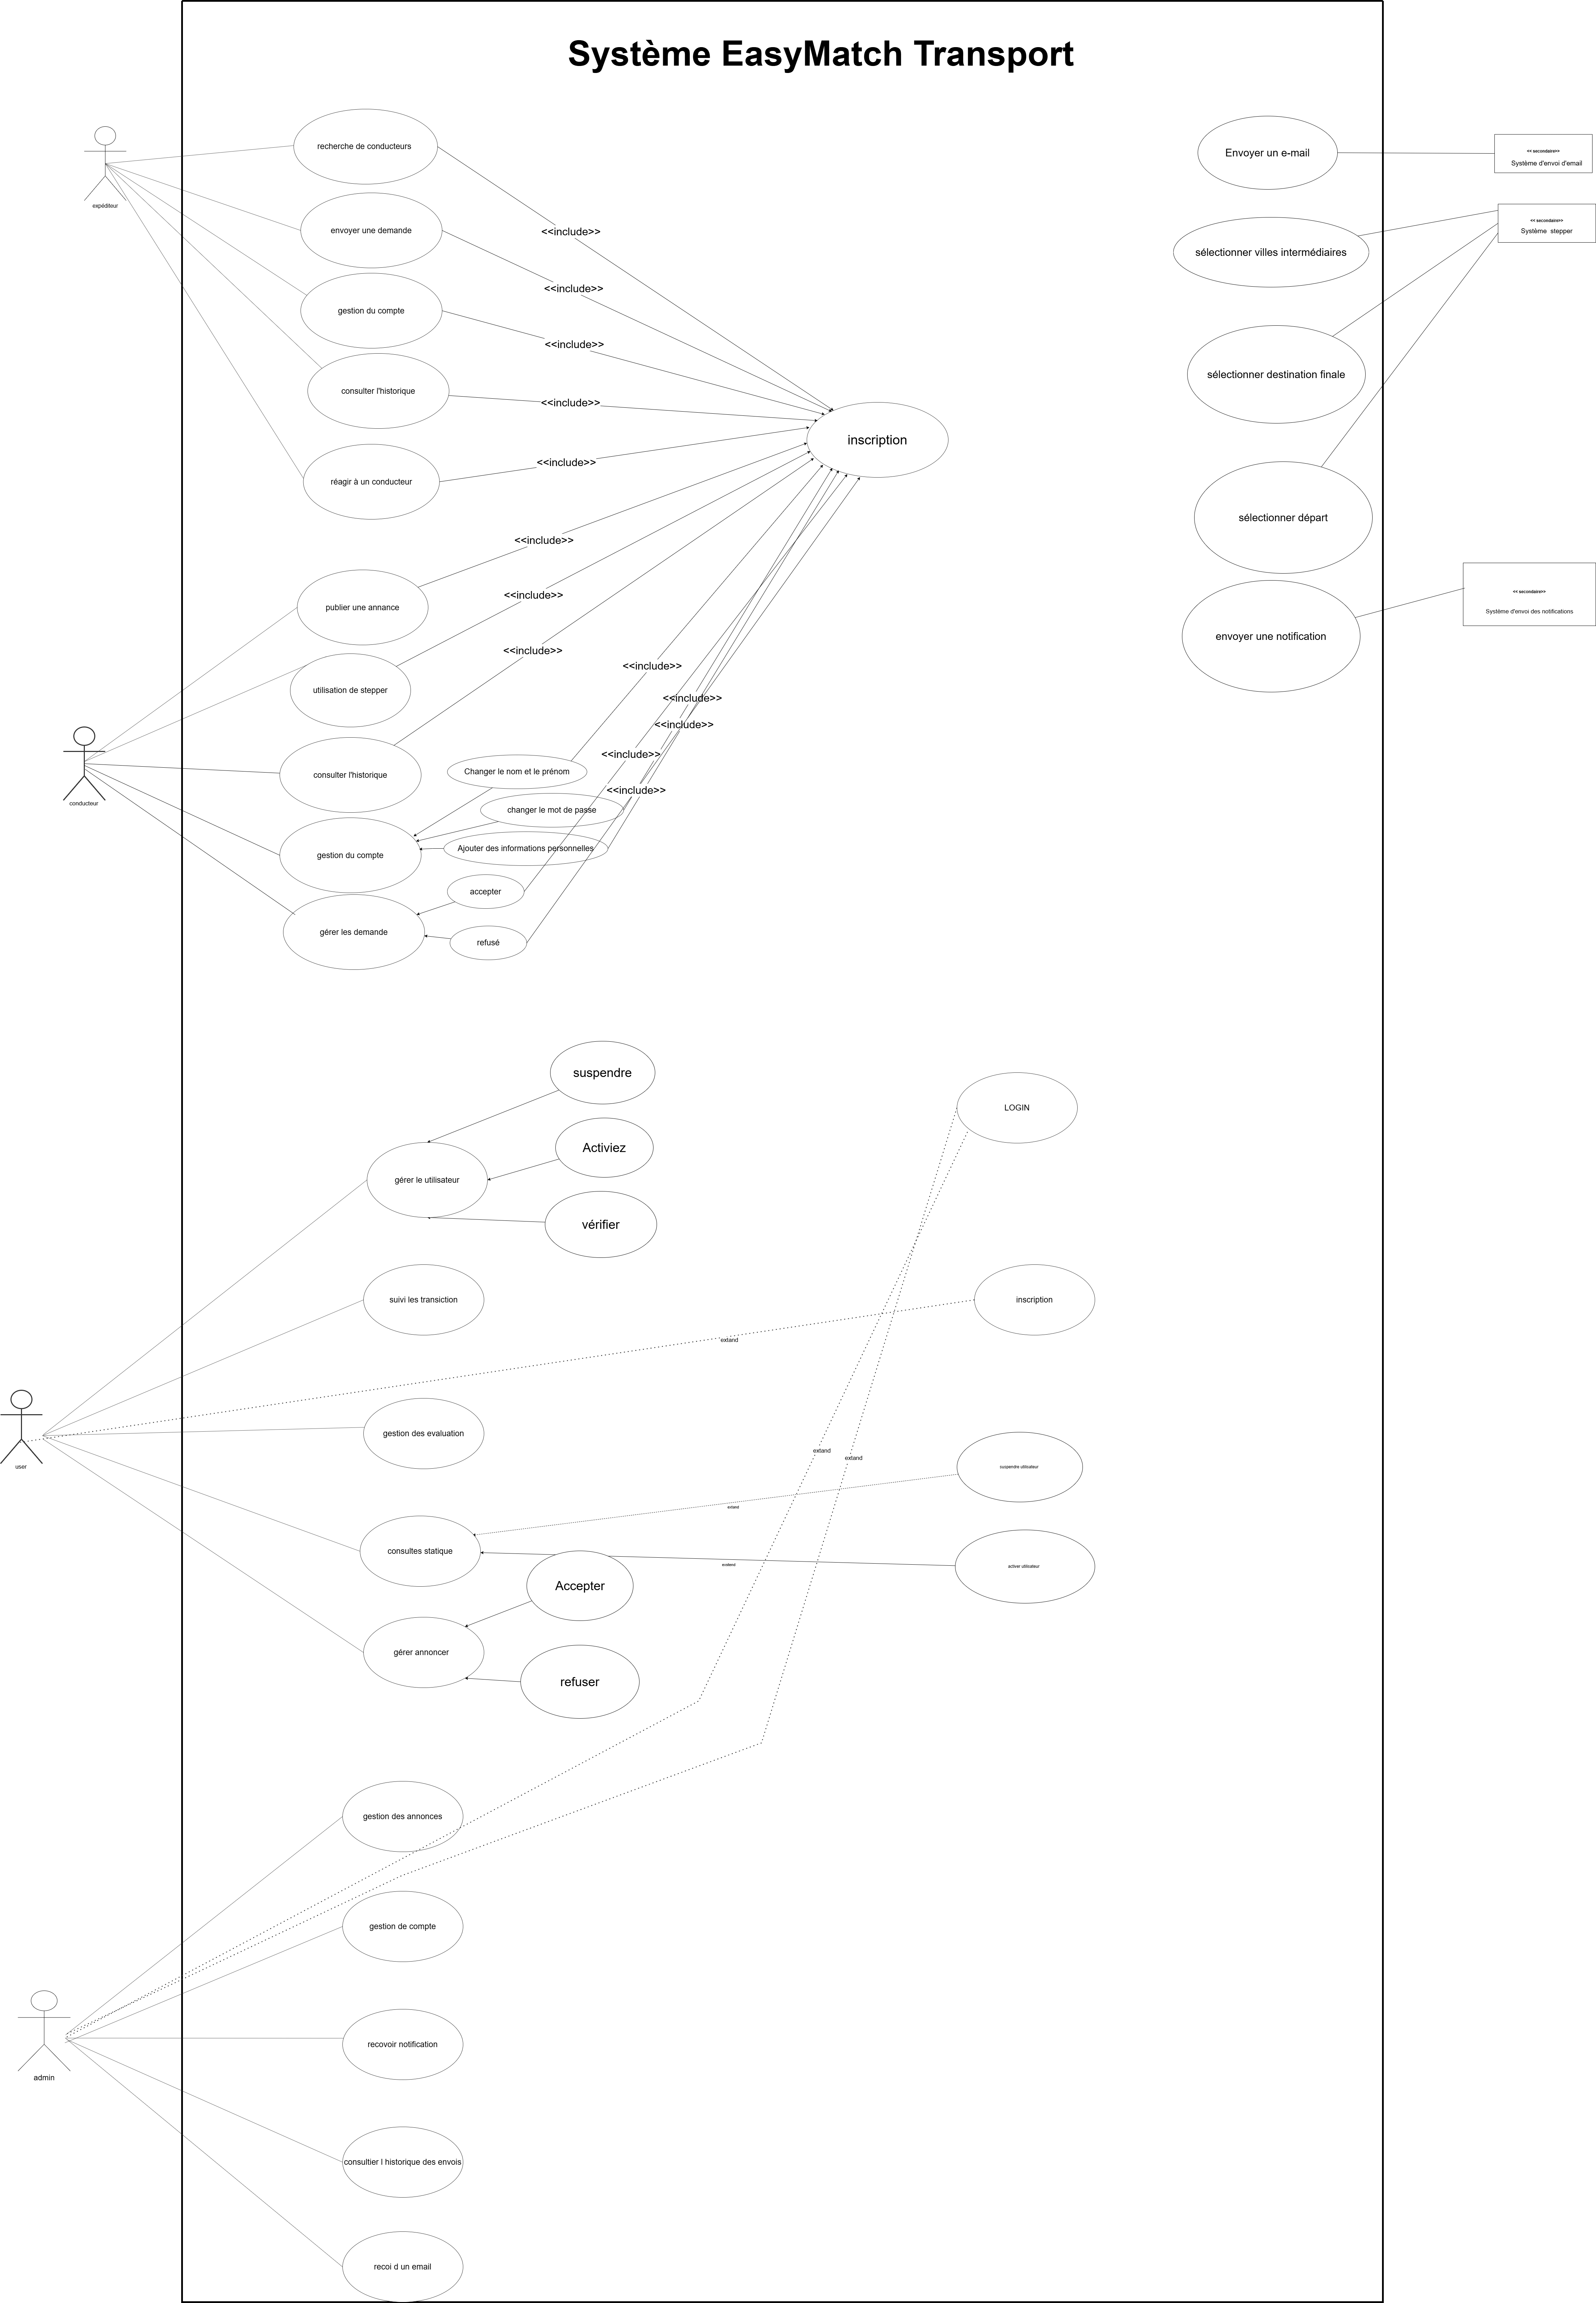 Système EasyMatch Transport
expéditeur
recherche de conducteurs
<<include>>
envoyer une demande
<<include>>
gestion du compte
<<include>>
consulter l'historique
<<include>>
réagir à un conducteur
<<include>>
inscription
Envoyer un e-mail
<< secondaire>>
Système d'envoi d'email
sélectionner villes intermédiaires
<< secondaire>>
Système stepper
sélectionner destination finale
sélectionner départ
envoyer une notification
<< secondaire>>
Système d'envoi des notifications
conducteur
publier une annance
<<include>>
utilisation de stepper
<<include>>
consulter l'historique
<<include>>
gestion du compte
Changer le nom et le prénom
<<include>>
changer le mot de passe
<<include>>
Ajouter des informations personnelles
<<include>>
gérer les demande
accepter
<<include>>
refusé
<<include>>
user
gérer le utilisateur
suspendre
Activiez
vérifier
suivi les transiction
gestion des evaluation
consultes statique
gérer annoncer
Accepter
refuser
LOGIN
inscription
extand
extand
extand
suspendre utilisateur
extand
activer utilisateur
exstend
admin
gestion des annonces
gestion de compte
recovoir notification
consultier l historique des envois
recoi d un email